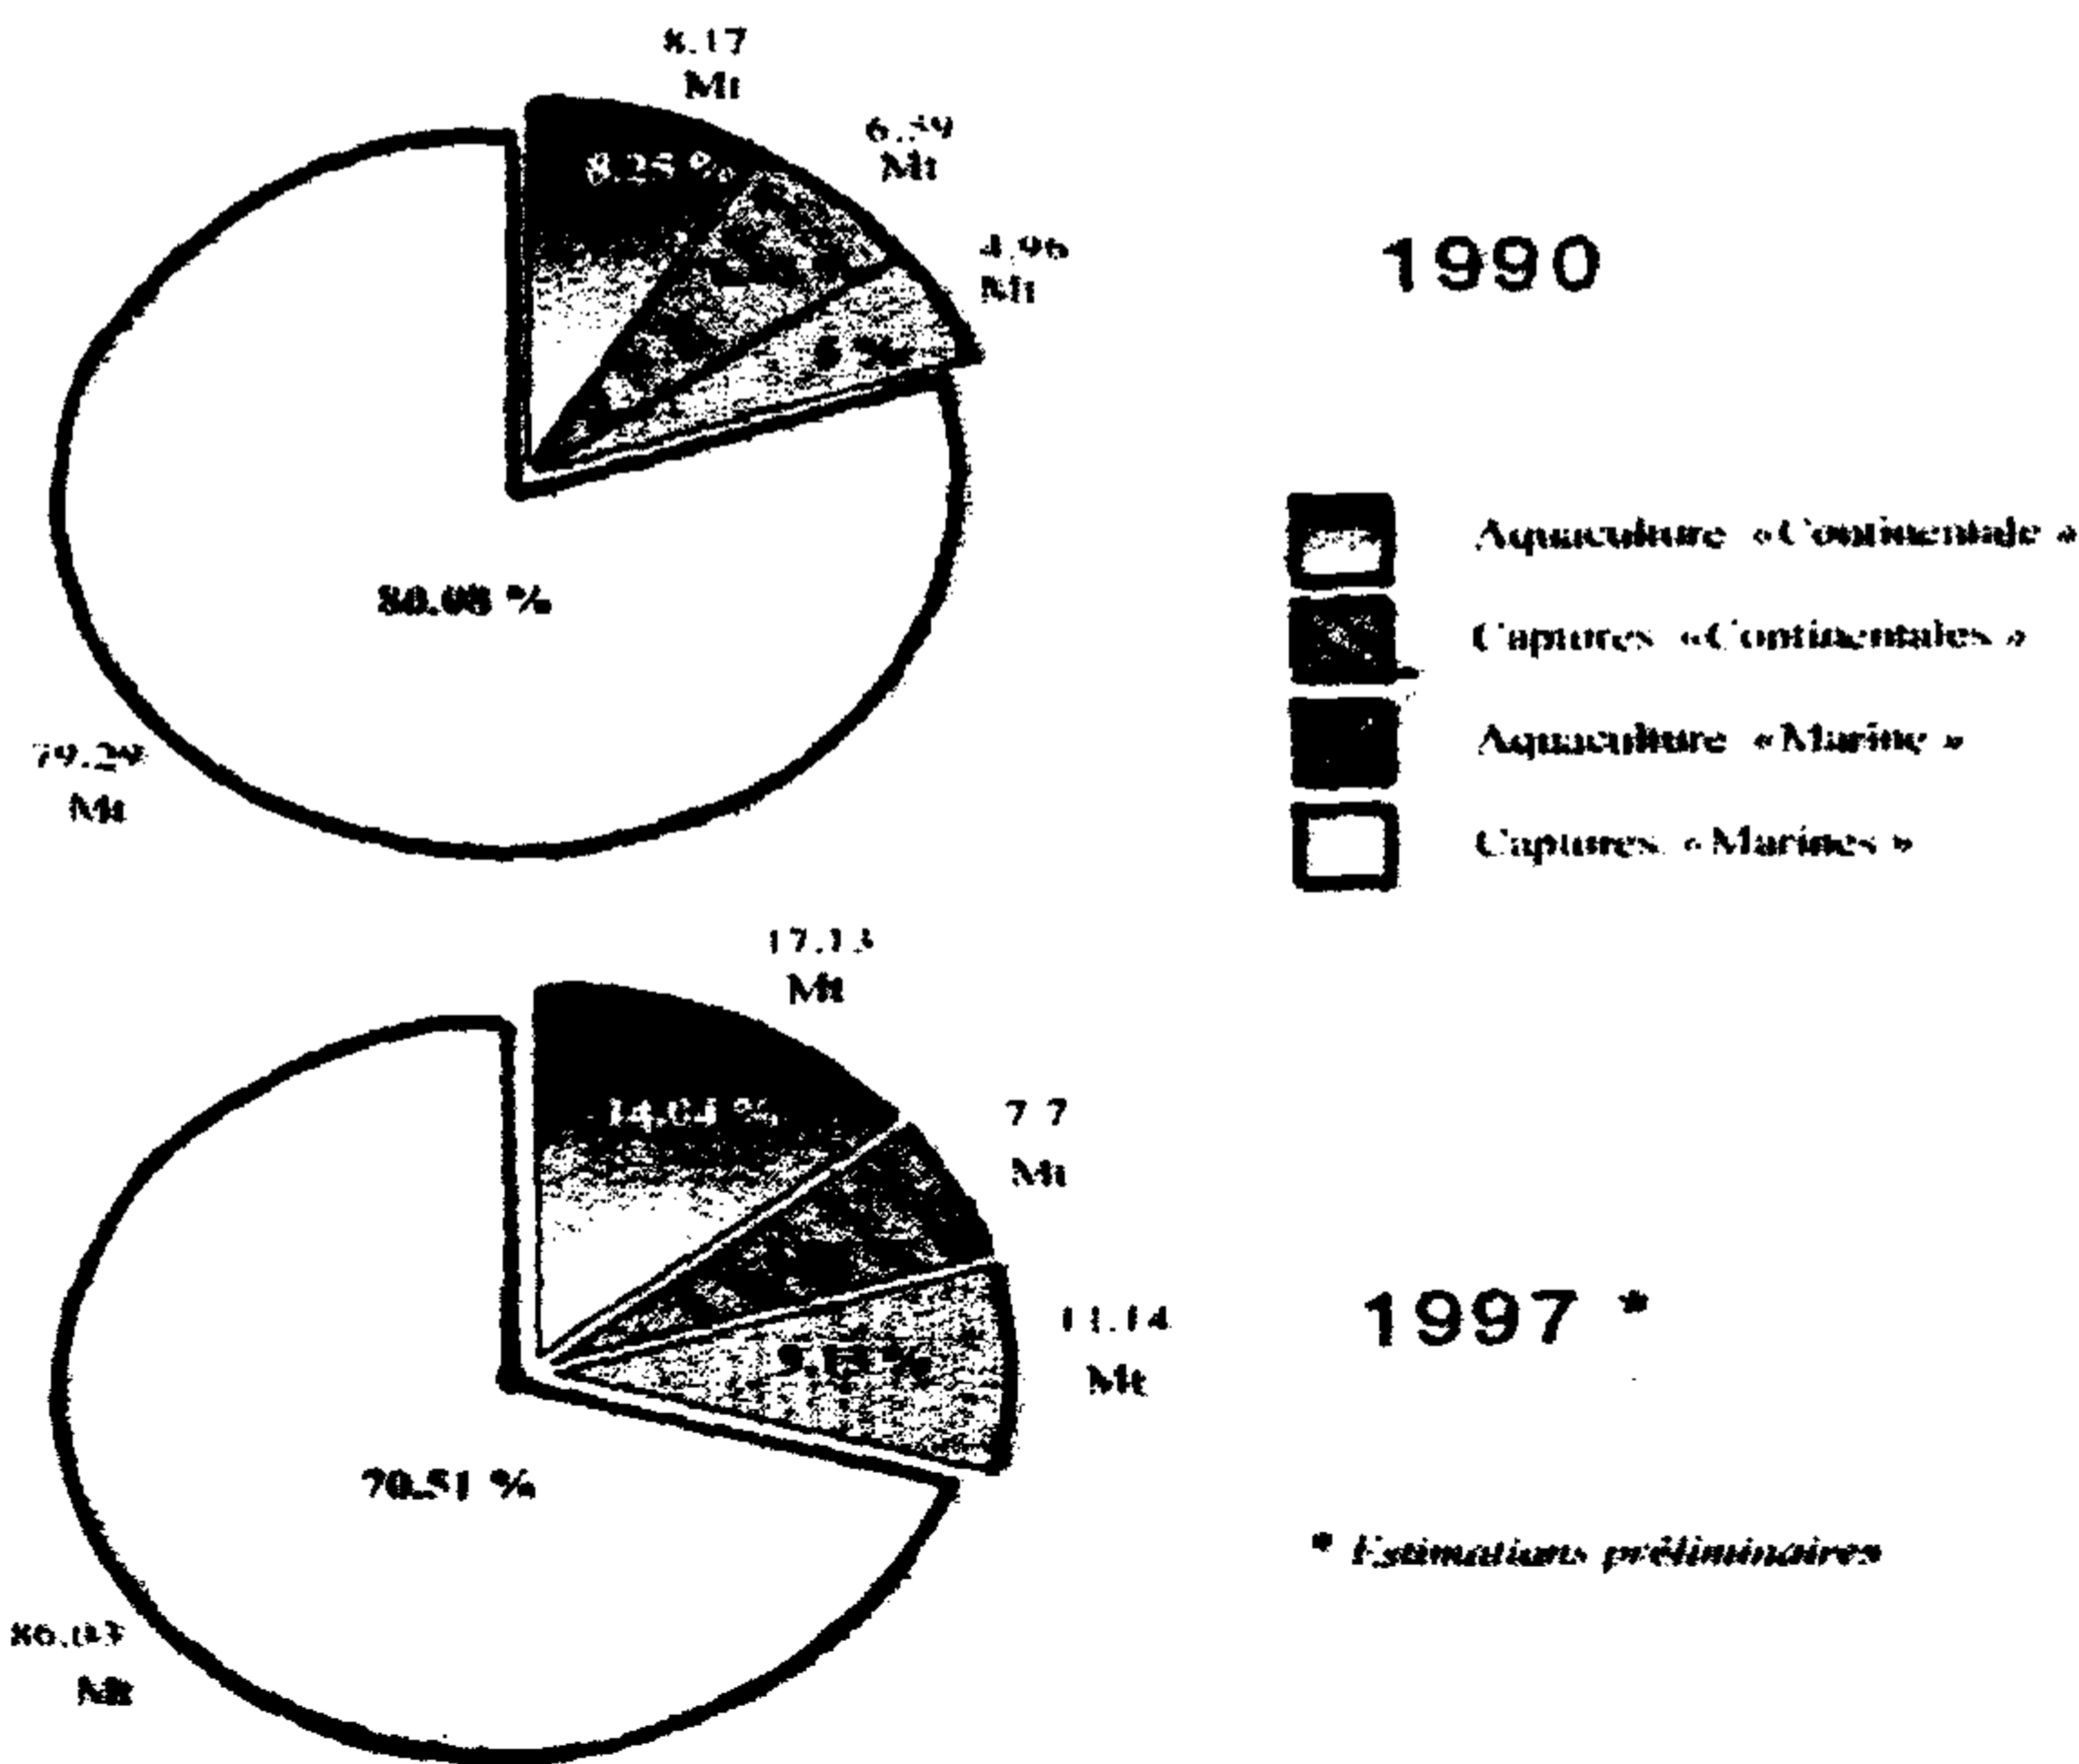 8.17
Mt
6.59
Mt
8.25 %
4.96
Mt
1990
80.08 %
79.29
Mt
Aquaculture «Continentale »
Captures «Continentales »
Aquaculture «Marine »
Captures «Marines »
17.13
Mt
14.04 %
7.7
Mt
11.14
Mt
9.13 %
1997 *
70.51 %
86.03
Mt
* Estimations préliminaires